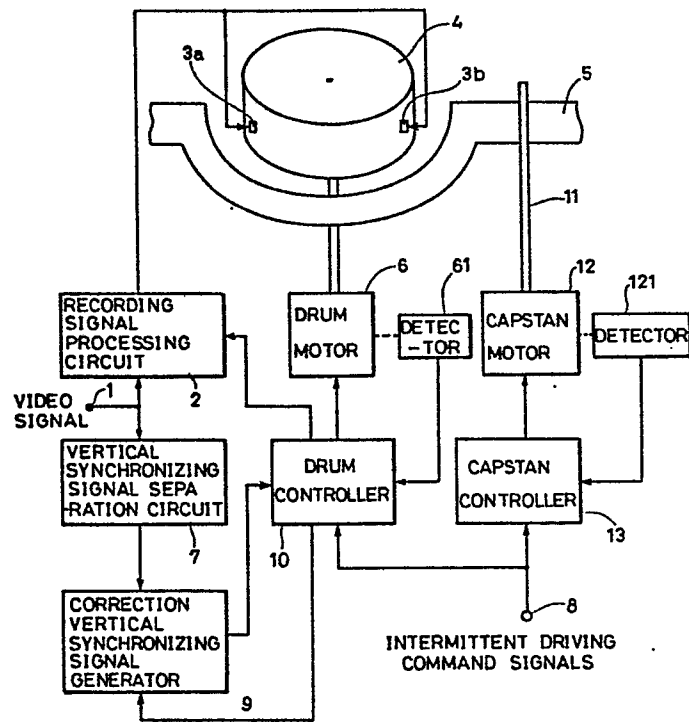 4
3a
3b
5
11
6
61
12
121
RECORDING
SIGNAL
PROCESSING
CIRCUIT
DRUM
MOTOR
DETEC
-TOR
CAPSTAN
MOTOR
DETECTOR
1
2
VIDEO
SIGNAL
VERTICAL
SYNCHRONIZING
SIGNAL SEPA
-RATION CIRCUIT
7
DRUM
CONTROLLER
10
CAPSTAN
CONTROLLER
13
8
CORRECTION
VERTICAL
SYNCHRONIZING
SIGNAL
GENERATOR
9
INTERMITTENT DRIVING
COMMAND SIGNALS